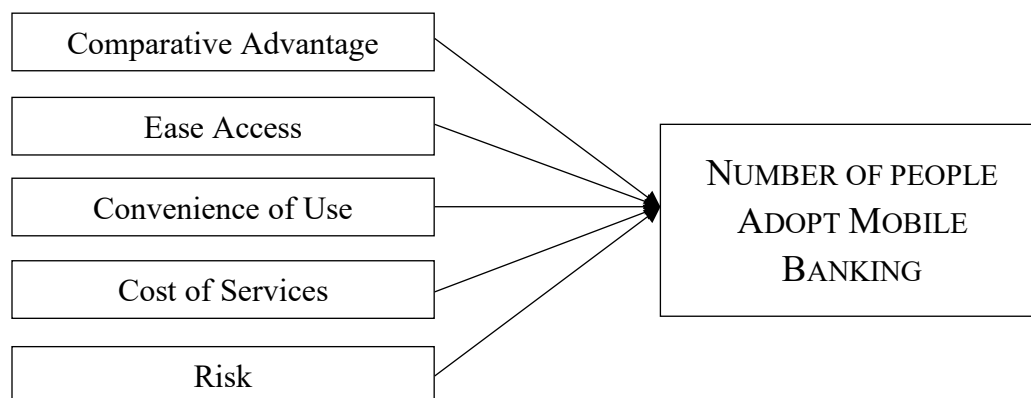 Comparative Advantage
Ease Access
Convenience of Use
Cost of Services
Risk
NUMBER OF PEOPLE
ADOPT MOBILE
BANKING